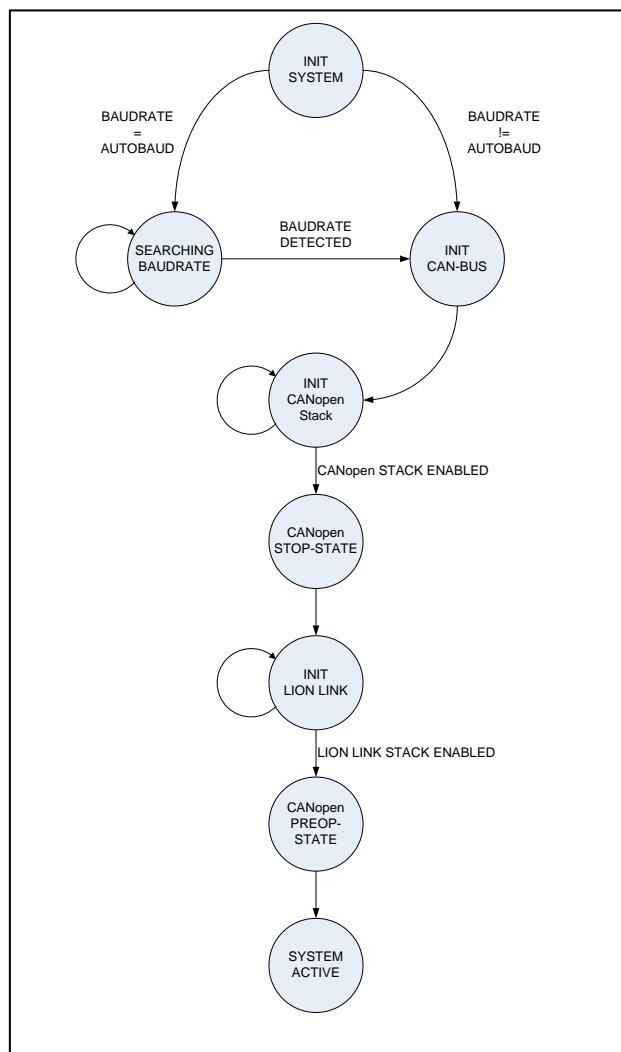 INIT
SYSTEM
BAUDRATE
=
AUTOBAUD
BAUDRATE
!=
AUTOBAUD
SEARCHING
BAUDRATE
BAUDRATE
DETECTED
INIT
CAN-BUS
INIT
CANopen
Stack
CANopen STACK ENABLED
CANopen
STOP-STATE
INIT
LION LINK
LION LINK STACK ENABLED
CANopen
PREOP-
STATE
SYSTEM
ACTIVE